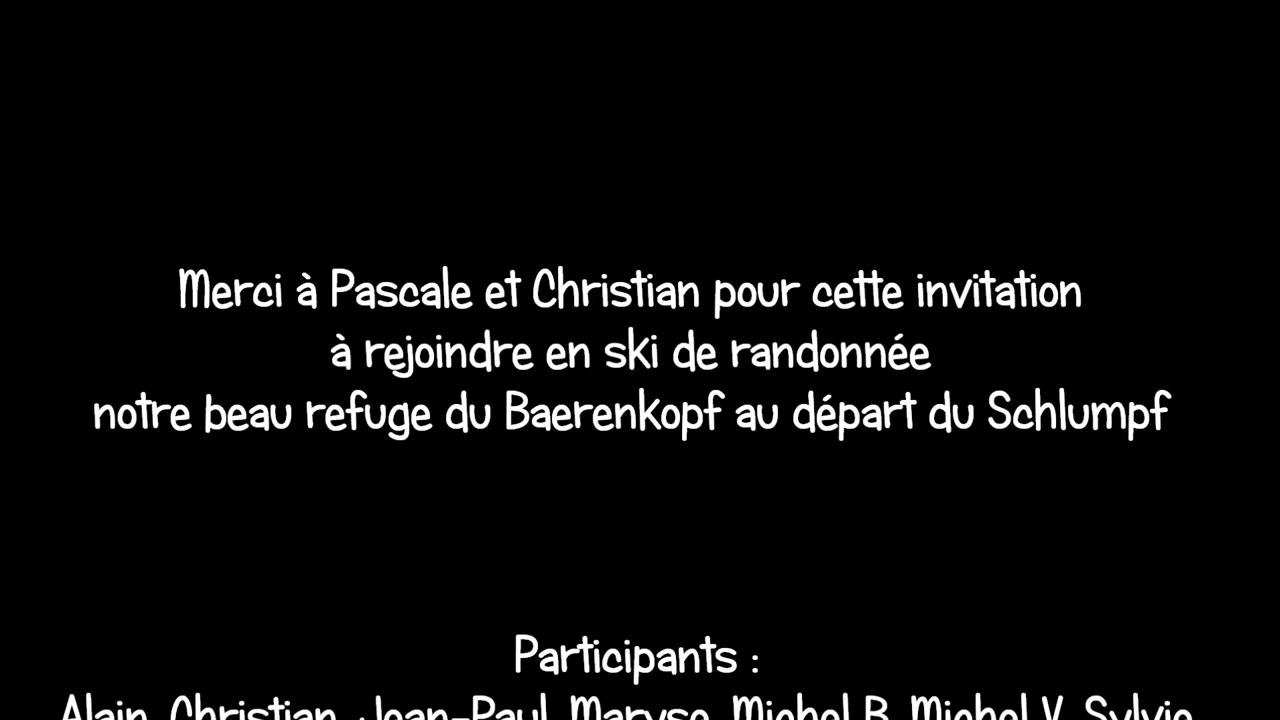 Merci à Pascale et Christian pour cette invitation
à rejoindre en ski de randonnée
notre beau refuge du Baerenkopf au départ du Schlumpf
Participants :
Alain, Christian, Jean-Paul, Maryse, Michel B, Michel V, Sylvie